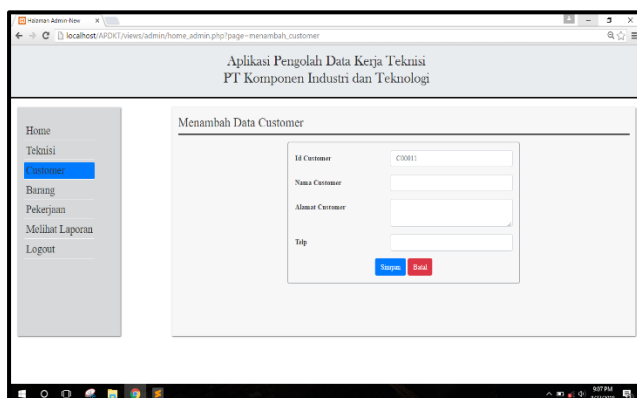 Halaman Admin-New
localhost/APDKT/views/admin/home_admin.php?page=menambah_customer
Aplikasi Pengolah Data Kerja Teknisi
PT Komponen Industri dan Teknologi
Home
Teknisi
Customer
Barang
Pekerjaan
Melihat Laporan
Logout
Menambah Data Customer
Id Customer
C00011
Nama Customer
Alamat Customer
Telp
Simpan Batal
9:07 PM